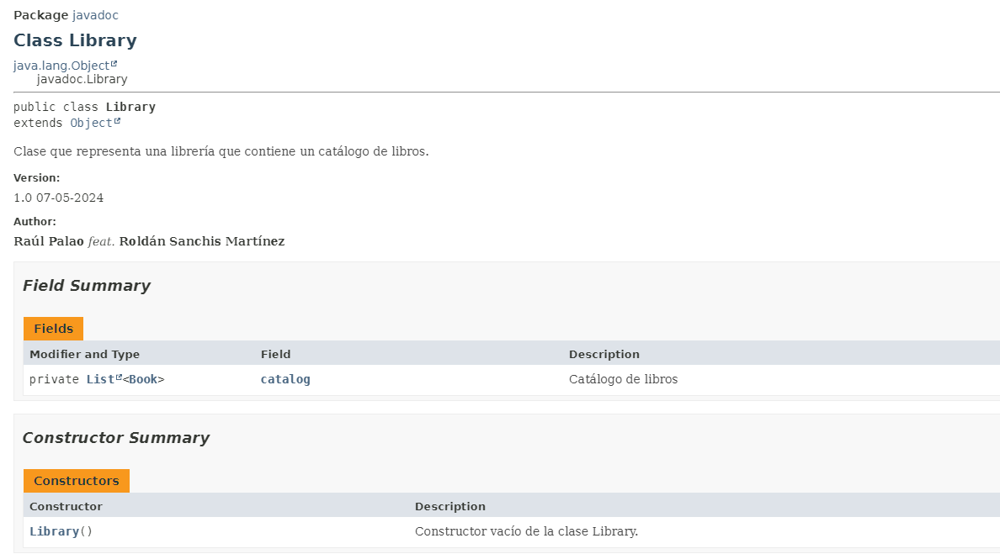 Package javadoc
Class Library
java.lang.Object
javadoc.Library
public class Library
extends Object
Clase que representa una librería que contiene un catálogo de libros.
Version:
1.0 07-05-2024
Author:
Raúl Palao feat. Roldán Sanchis Martínez
Field Summary
Fields
Modifier and Type Field Description
private List<Book> catalog Catálogo de libros
Constructor Summary
Constructors
Constructor Description
Library() Constructor vacío de la clase Library.